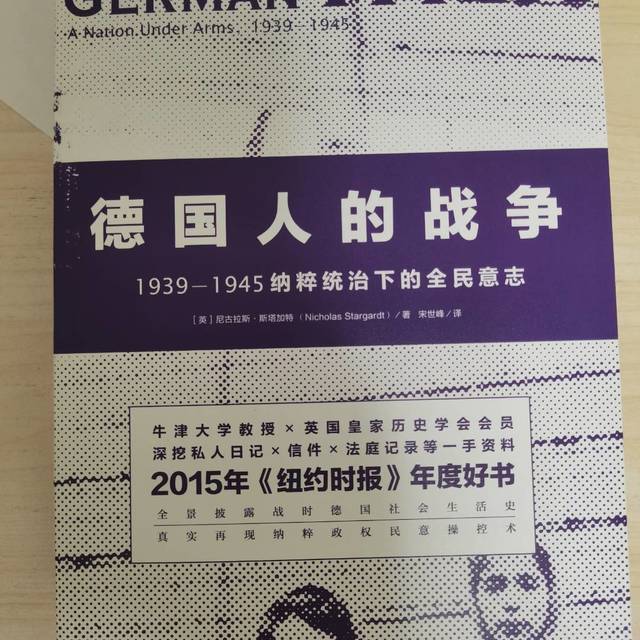 GERMAN
A Nation Under Arms, 1939—1945
德国人的战争
1939—1945 纳粹统治下的全民意志
[英] 尼古拉斯·斯塔加特 (Nicholas Stargardt) / 著 宋世峰 / 译
牛津大学教授 × 英国皇家历史学会会员
深挖私人日记 × 信件 × 法庭记录等一手资料
2015年《纽约时报》年度好书
全景披露战时德国社会生活史
真实再现纳粹政权民意操控术